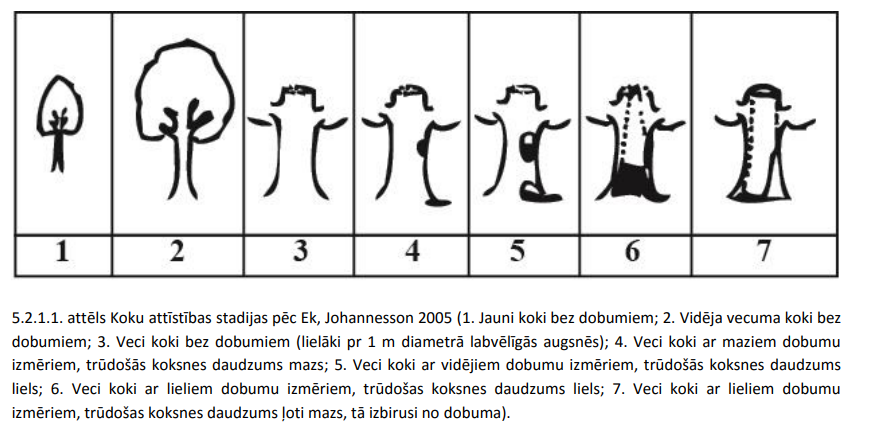 1 2 3 4 5 6 7
5.2.1.1. attēls Koku attīstības stadijas pēc Ek, Johannesson 2005 (1. Jauni koki bez dobumiem; 2. Vidēja vecuma koki bez
dobumiem; 3. Veci koki bez dobumiem (lielāki pr 1 m diametrā labvēlīgās augsnēs); 4. Veci koki ar maziem dobumu
izmēriem, trūdošās koksnes daudzums mazs; 5. Veci koki ar vidējiem dobumu izmēriem, trūdošās koksnes daudzums
liels; 6. Veci koki ar lieliem dobumu izmēriem, trūdošas koksnes daudzums liels; 7. Veci koki ar lieliem dobumu
izmēriem, trūdošas koksnes daudzums ļoti mazs, tā izbirusi no dobuma).